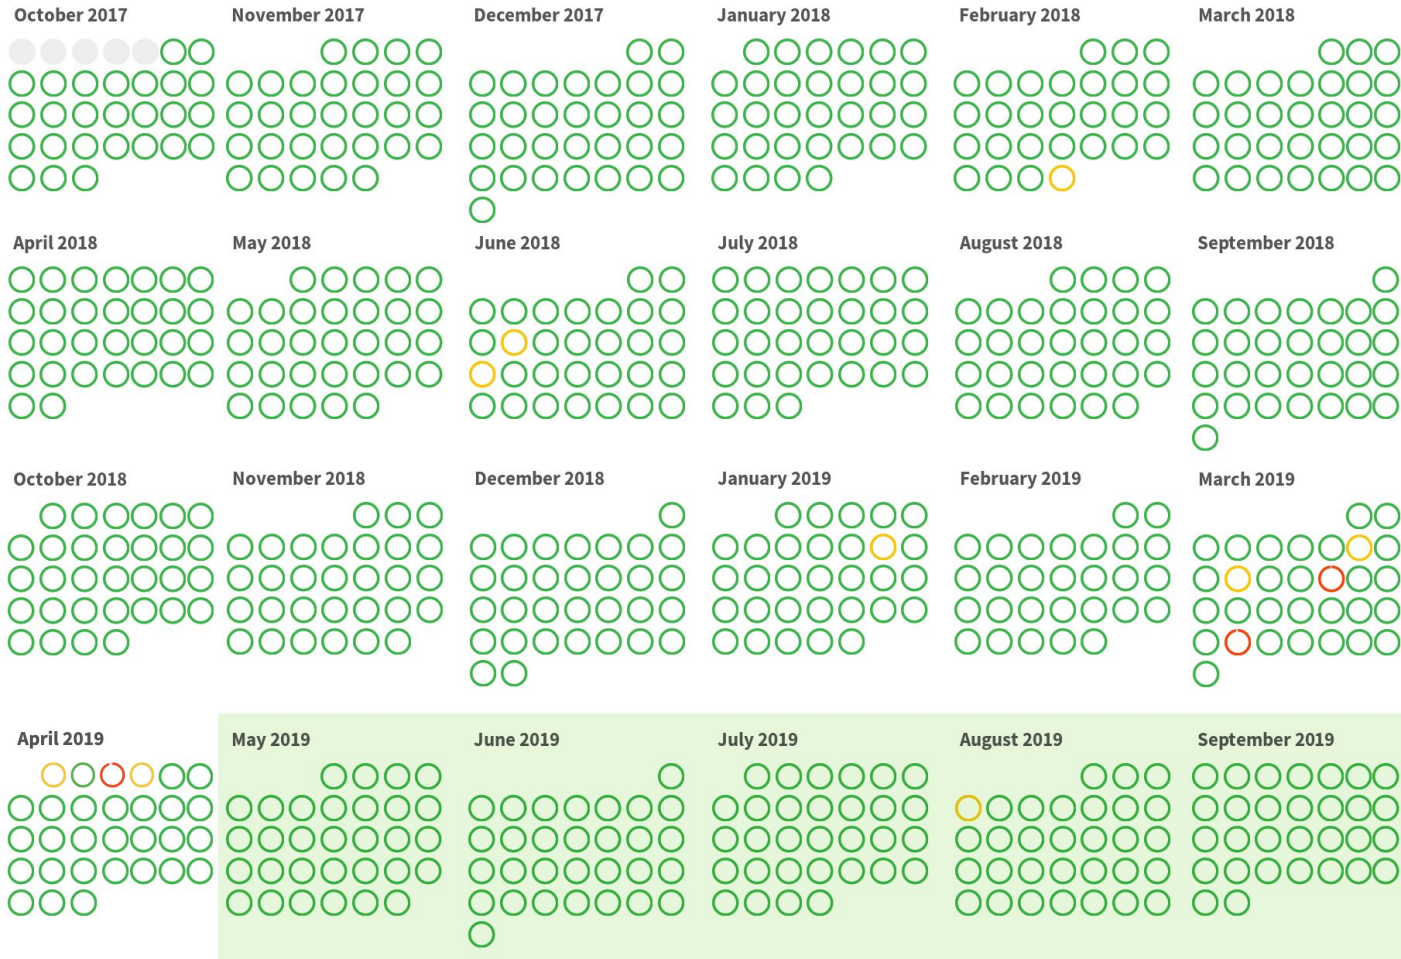 October 2017 November 2017 December 2017 January 2018 February 2018 March 2018
April 2018 May 2018 June 2018 July 2018 August 2018 September 2018
October 2018 November 2018 December 2018 January 2019 February 2019 March 2019
April 2019 May 2019 June 2019 July 2019 August 2019 September 2019